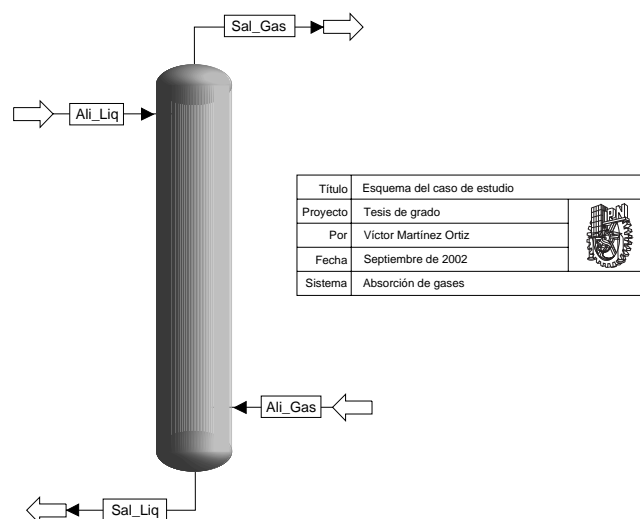 Sal_Gas
Ali_Liq
Título Esquema del caso de estudio
Proyecto Tesis de grado
Por Víctor Martínez Ortiz
Fecha Septiembre de 2002
Sistema Absorción de gases
IPN
Ali_Gas
Sal_Liq